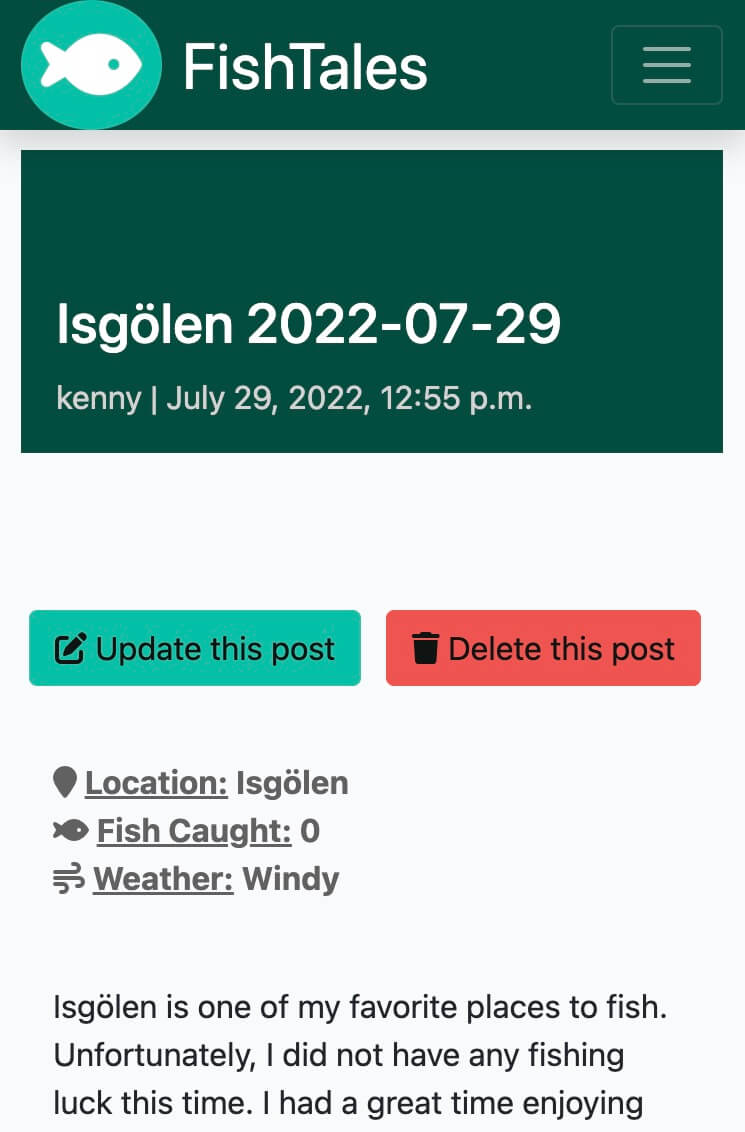 FishTales
Isgölen 2022-07-29
kenny | July 29, 2022, 12:55 p.m.
Update this post
Delete this post
Location: Isgölen
Fish Caught: 0
Weather: Windy
Isgölen is one of my favorite places to fish.
Unfortunately, I did not have any fishing
luck this time. I had a great time enjoying